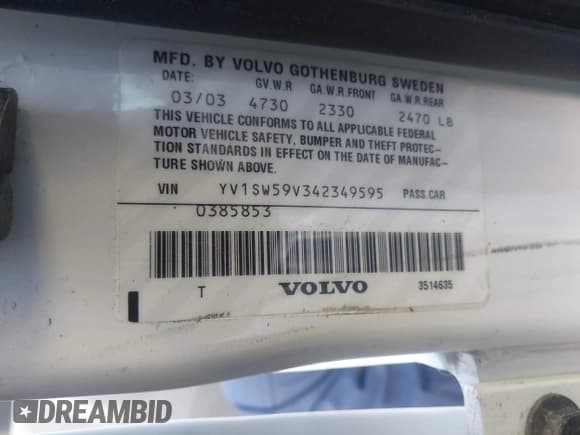 MFD. BY VOLVO GOTHENBURG SWEDEN
DATE: GV.W.R GA.W.R.FRONT GA.W.R.REAR
03/03 4730 2330 2470 LB
THIS VEHICLE CONFORMS TO ALL APPLICABLE FEDERAL
MOTOR VEHICLE SAFETY, BUMPER AND THEFT PROTEC-
TION STANDARDS IN EFFECT ON THE DATE OF MANUFAC-
TURE SHOWN ABOVE.
VIN YV1SW59V342349595 PASS.CAR
0385853
T VOLVO 3514635
#DREAMBID